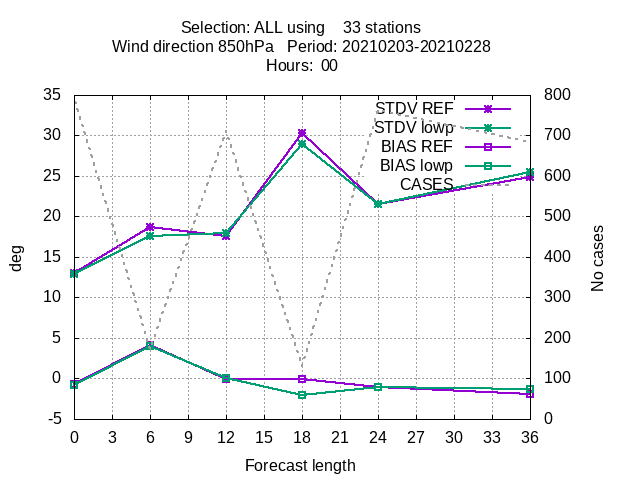 Selection: ALL using    33 stations
Wind direction 850hPa   Period: 20210203-20210228
Hours:  00
35 800
30 700
25 600
20 500
15 400
10 300
5 200
0 100
-5 0
STDV REF
STDV lowp
BIAS REF
BIAS lowp
CASES
deg
No cases
0 3 6 9 12 15 18 21 24 27 30 33 36
Forecast length